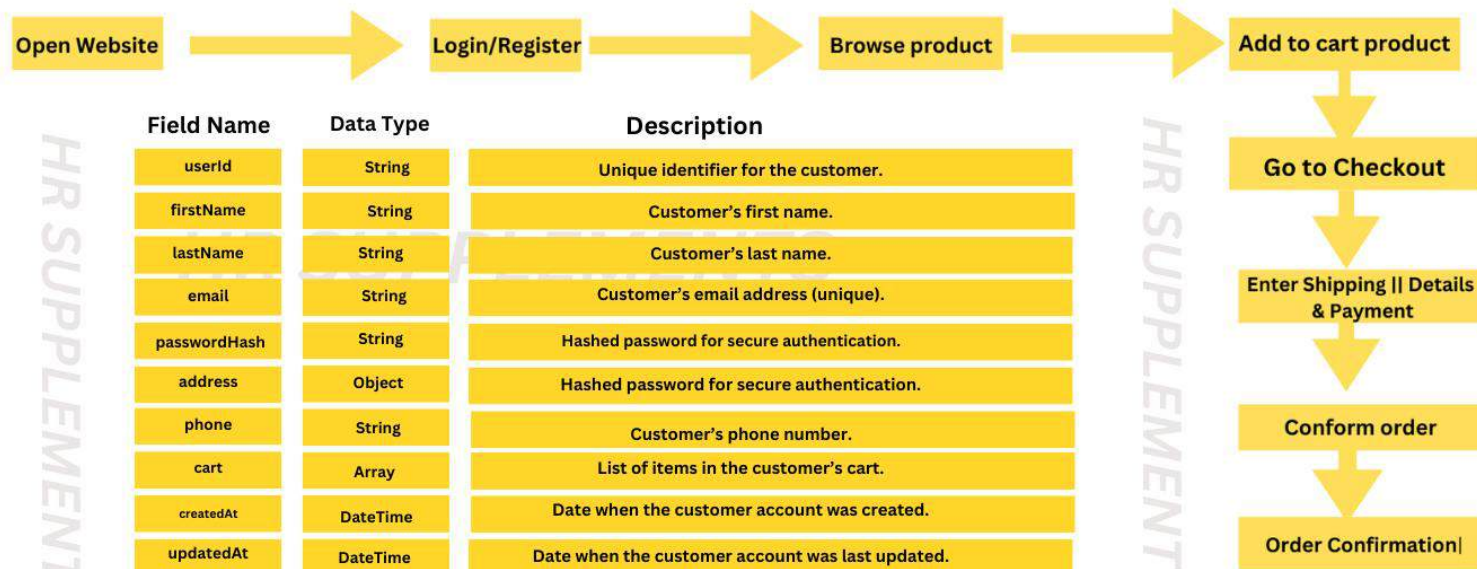 Open Website
Login/Register
Browse product
Add to cart product
Field Name Data Type Description
userId String Unique identifier for the customer.
firstName String Customer’s first name.
lastName String Customer’s last name.
email String Customer’s email address (unique).
passwordHash String Hashed password for secure authentication.
address Object Hashed password for secure authentication.
phone String Customer’s phone number.
cart Array List of items in the customer’s cart.
createdAt DateTime Date when the customer account was created.
updatedAt DateTime Date when the customer account was last updated.
Go to Checkout
Enter Shipping || Details
& Payment
Conform order
Order Confirmation|
HR SUPPLEMENT
HR SUPPLEMENTS
HR SUPPLEMENT